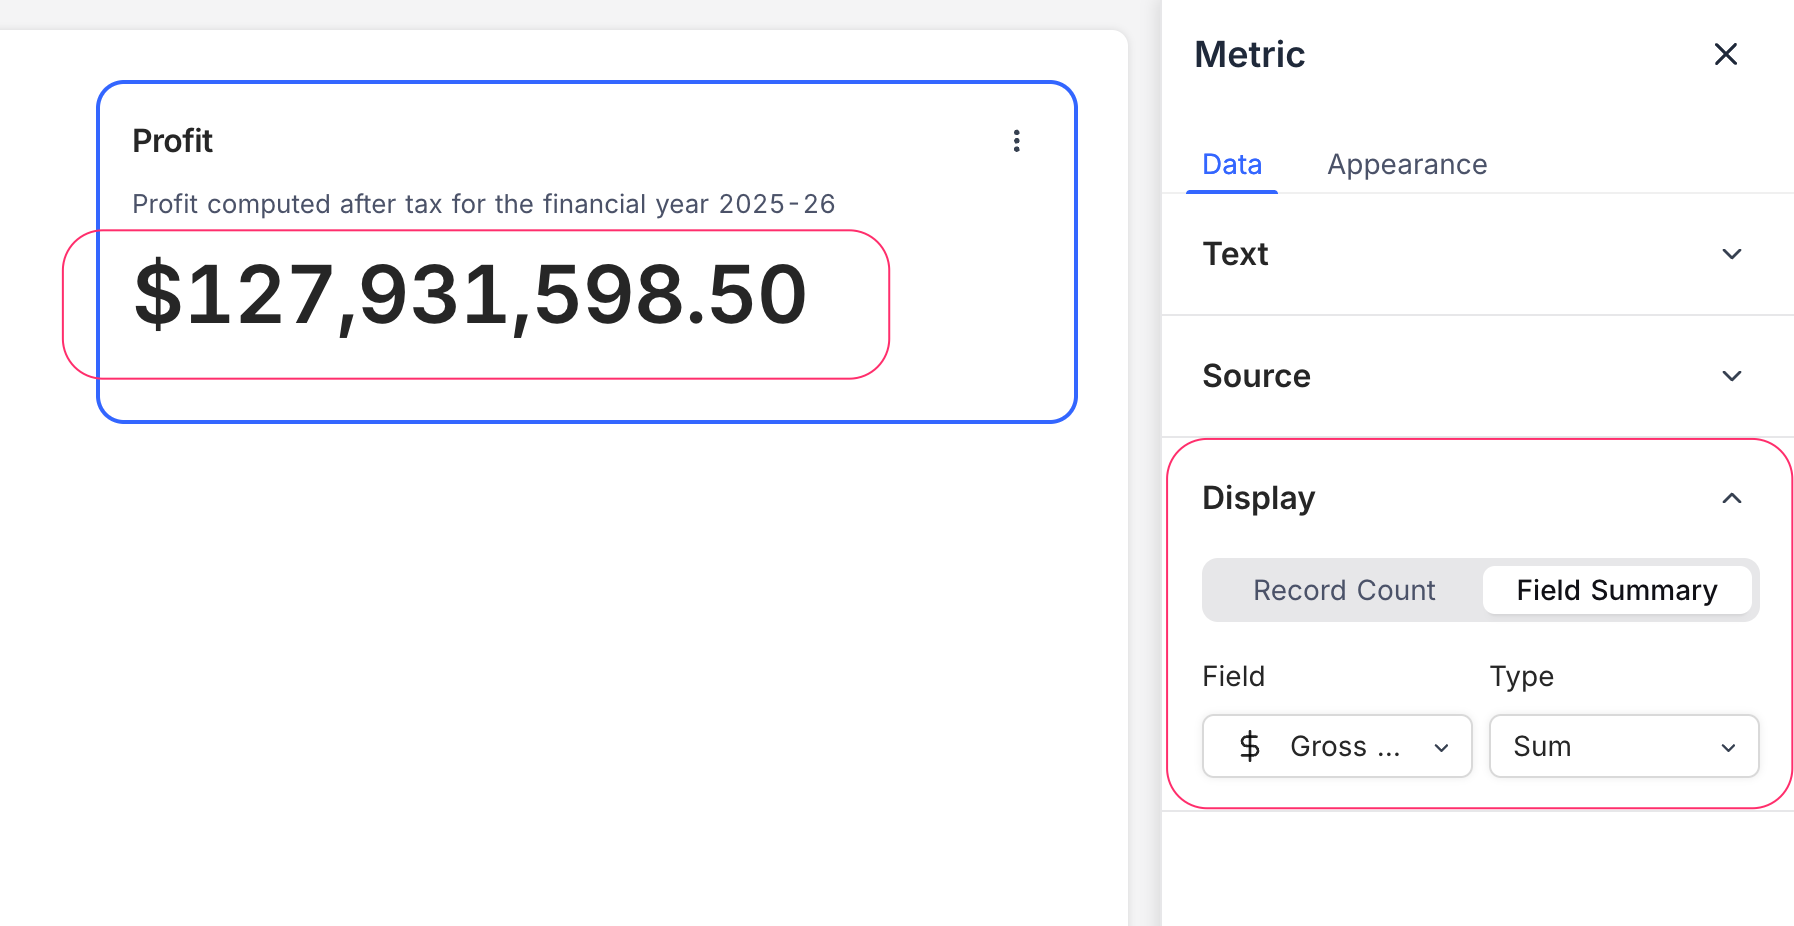 Profit
Profit computed after tax for the financial year 2025-26
$127,931,598.50
Metric
Data Appearance
Text
Source
Display
Record Count Field Summary
Field Type
$ Gross ... Sum